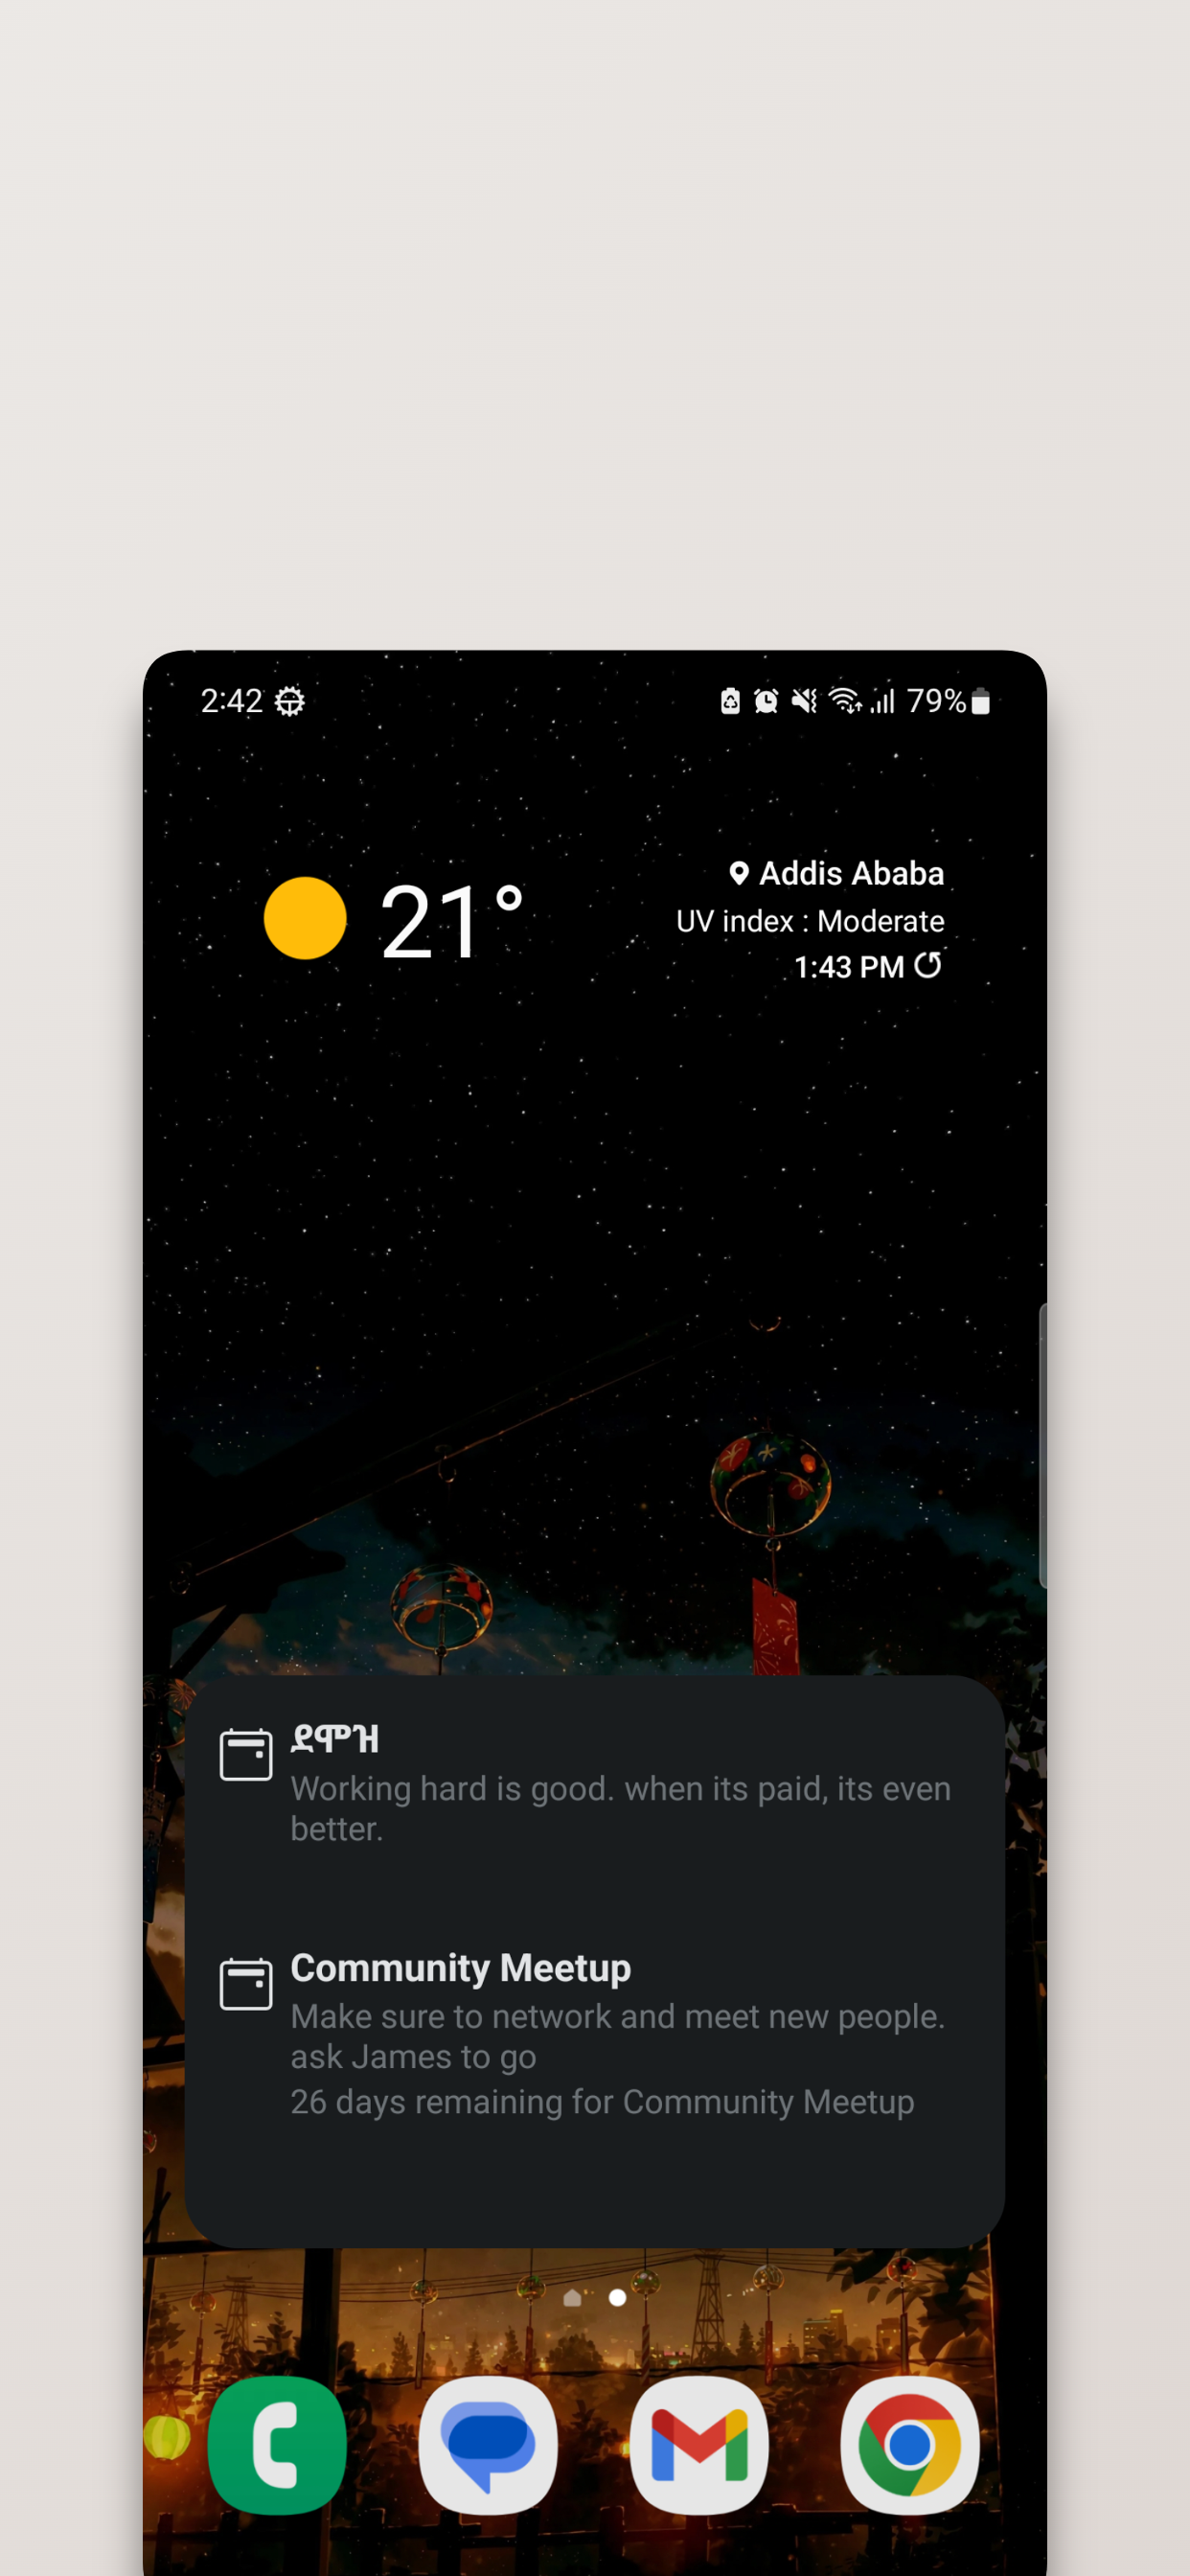 2:42 79%
21°
Addis Ababa
UV index : Moderate
1:43 PM
ደሞዝ
Working hard is good. when its paid, its even
better.
Community Meetup
Make sure to network and meet new people.
ask James to go
26 days remaining for Community Meetup